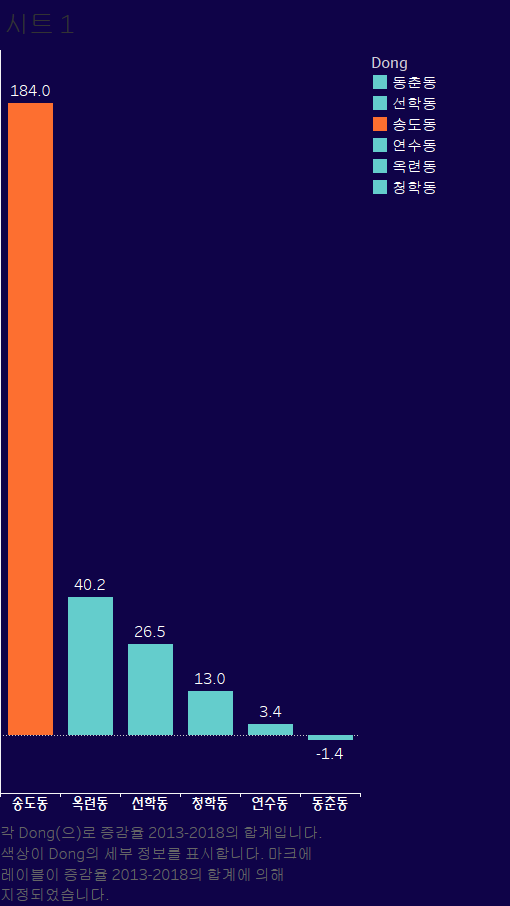 시트 1
Dong
동춘동
선학동
송도동
연수동
옥련동
청학동
184.0
40.2
26.5
13.0
3.4
-1.4
송도동 옥련동 선학동 청학동 연수동 동춘동
각 Dong(으)로 증감율 2013-2018의 합계입니다.
색상이 Dong의 세부 정보를 표시합니다. 마크에
레이블이 증감율 2013-2018의 합계에 의해
지정되었습니다.